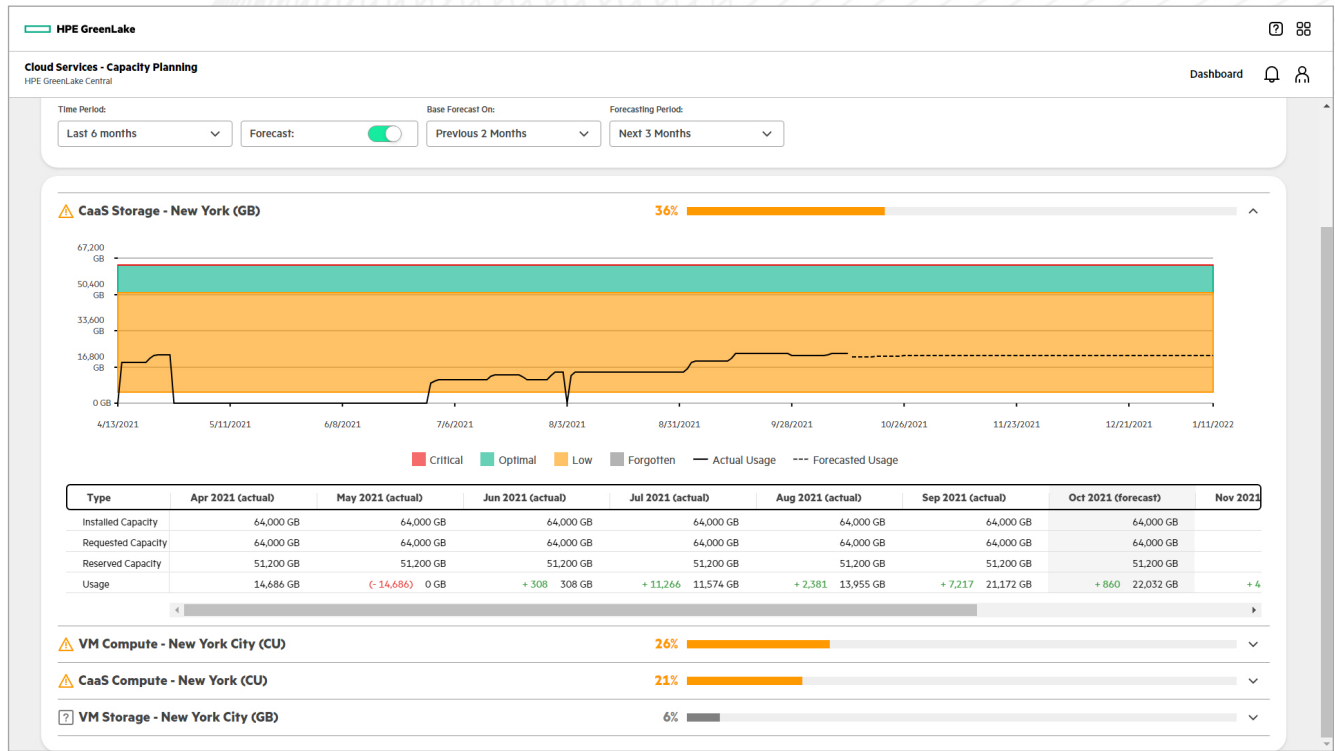 HPE GreenLake
Cloud Services - Capacity Planning
HPE GreenLake Central
Dashboard
Time Period:
Base Forecast On:
Forecasting Period:
Last 6 months
Forecast:
Previous 2 Months
Next 3 Months
CaaS Storage - New York (GB)
36%
67,200
GB
50,400
GB
33,600
GB
16,800
GB
0 GB
4/13/2021 5/11/2021 6/8/2021 7/6/2021 8/3/2021 8/31/2021 9/28/2021 10/26/2021 11/23/2021 12/21/2021 1/11/2022
Critical Optimal Low Forgotten Actual Usage Forecasted Usage
Type Apr 2021 (actual) May 2021 (actual) Jun 2021 (actual) Jul 2021 (actual) Aug 2021 (actual) Sep 2021 (actual) Oct 2021 (forecast) Nov 2021
Installed Capacity 64,000 GB 64,000 GB 64,000 GB 64,000 GB 64,000 GB 64,000 GB 64,000 GB
Requested Capacity 64,000 GB 64,000 GB 64,000 GB 64,000 GB 64,000 GB 64,000 GB 64,000 GB
Reserved Capacity 51,200 GB 51,200 GB 51,200 GB 51,200 GB 51,200 GB 51,200 GB 51,200 GB
Usage 14,686 GB (- 14,686) 0 GB + 308 308 GB + 11,266 11,574 GB + 2,381 13,955 GB + 7,217 21,172 GB + 860 22,032 GB + 4
VM Compute - New York City (CU)
26%
CaaS Compute - New York (CU)
21%
VM Storage - New York City (GB)
6%